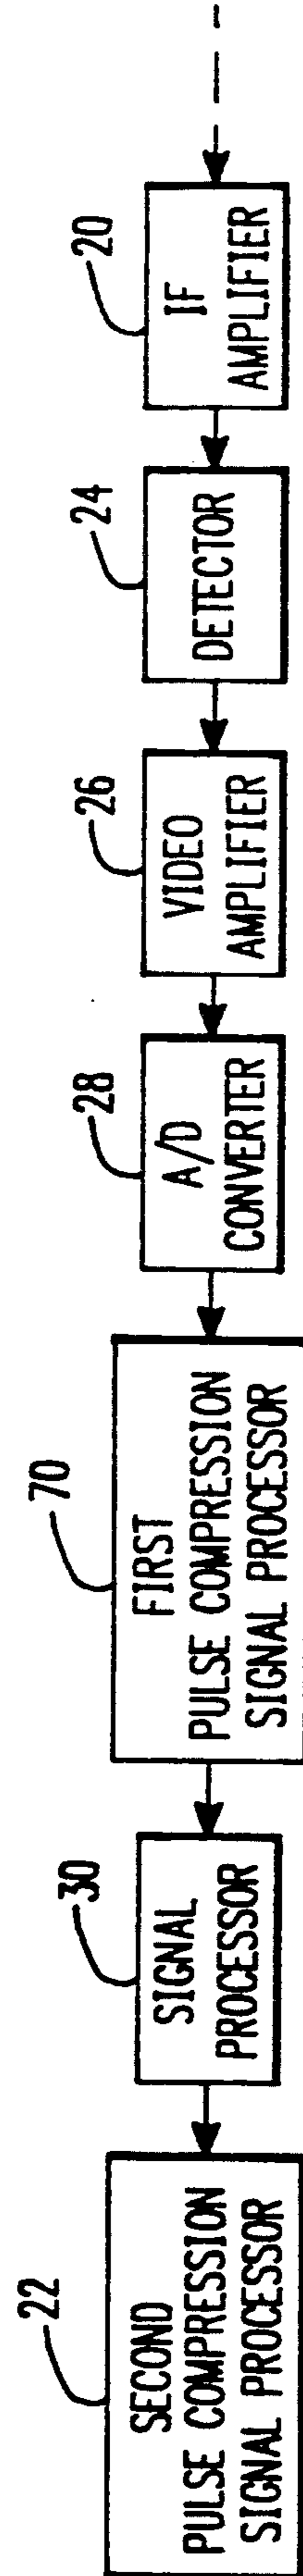 22
SECOND
PULSE COMPRESSION
SIGNAL PROCESSOR
30
SIGNAL
PROCESSOR
70
FIRST
PULSE COMPRESSION
SIGNAL PROCESSOR
28
A/D
CONVERTER
26
VIDEO
AMPLIFIER
24
DETECTOR
20
IF
AMPLIFIER